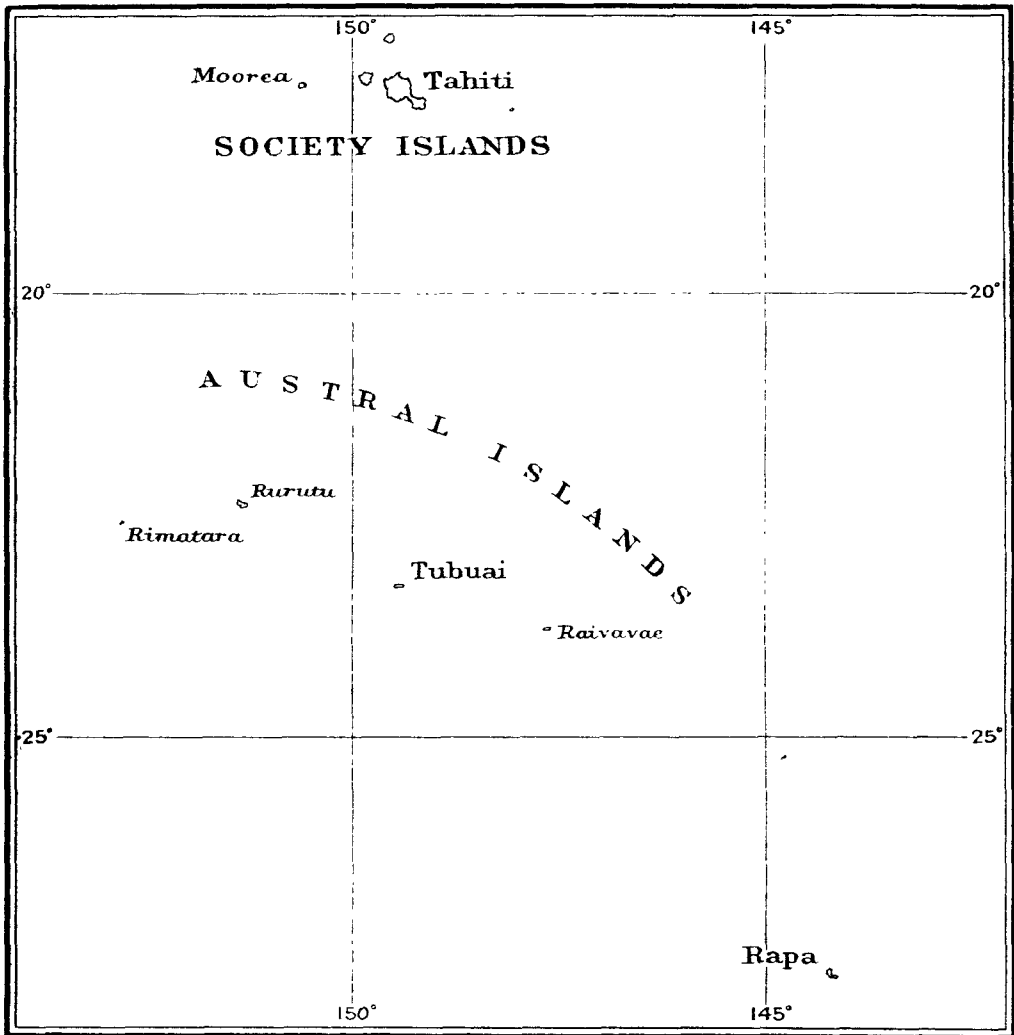 150° 145°
Moorea Tahiti
SOCIETY ISLANDS
20° 20°
AUSTRAL ISLANDS
Rurutu
Rimatara
Tubuai
Raivavae
25° 25°
Rapa
150° 145°